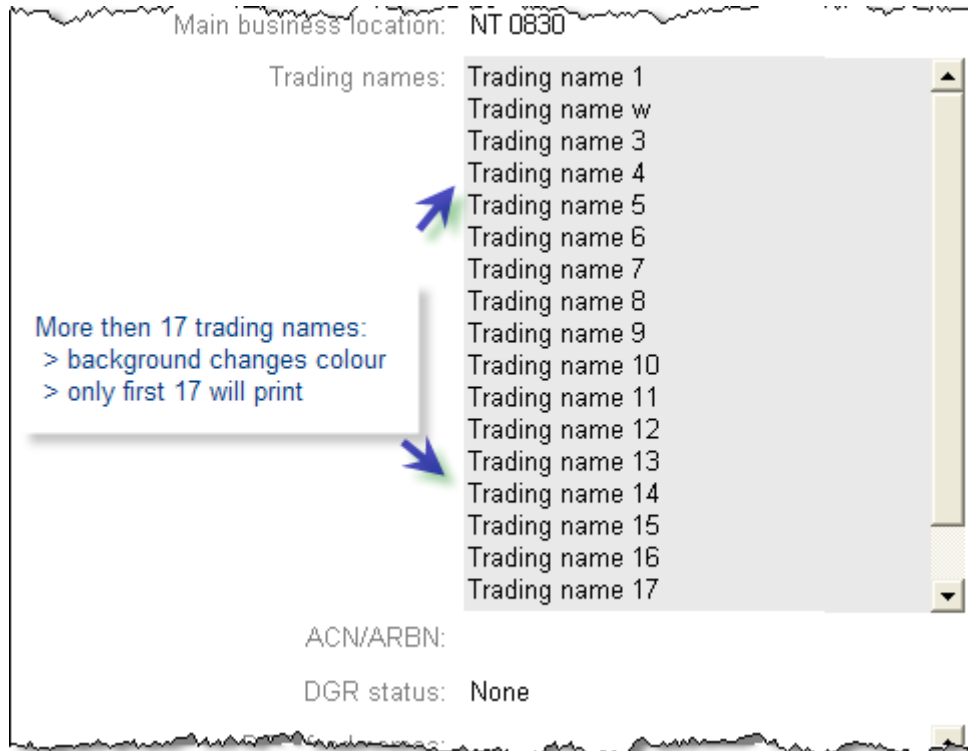 Main business location: NT 0830
Trading names: Trading name 1
Trading name w
Trading name 3
Trading name 4
Trading name 5
Trading name 6
Trading name 7
Trading name 8
Trading name 9
Trading name 10
Trading name 11
Trading name 12
Trading name 13
Trading name 14
Trading name 15
Trading name 16
Trading name 17
More then 17 trading names:
> background changes colour
> only first 17 will print
ACN/ARBN:
DGR status: None